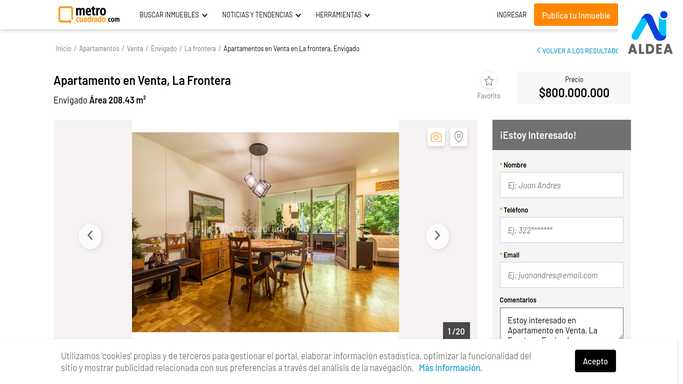 metro
cuadrado.com
BUSCAR INMUEBLES
NOTICIAS Y TENDENCIAS
HERRAMIENTAS
INGRESAR
Publica tu Inmueble
ALDEA
Inicio / Apartamentos / Venta / Envigado / La frontera / Apartamentos en Venta en La frontera, Envigado
VOLVER A LOS RESULTADO
Apartamento en Venta, La Frontera
Envigado Área 208.43 m²
Favorito
Precio
$800.000.000
1/20
¡Estoy Interesado!
* Nombre
Ej: Juan Andres
* Teléfono
Ej: 322*******
* Email
Ej: juanandres@email.com
Comentarios
Estoy interesado en
Apartamento en Venta, La
Utilizamos 'cookies' propias y de terceros para gestionar el portal, elaborar información estadística, optimizar la funcionalidad del
sitio y mostrar publicidad relacionada con sus preferencias a través del análisis de la navegación. Más Información.
Acepto